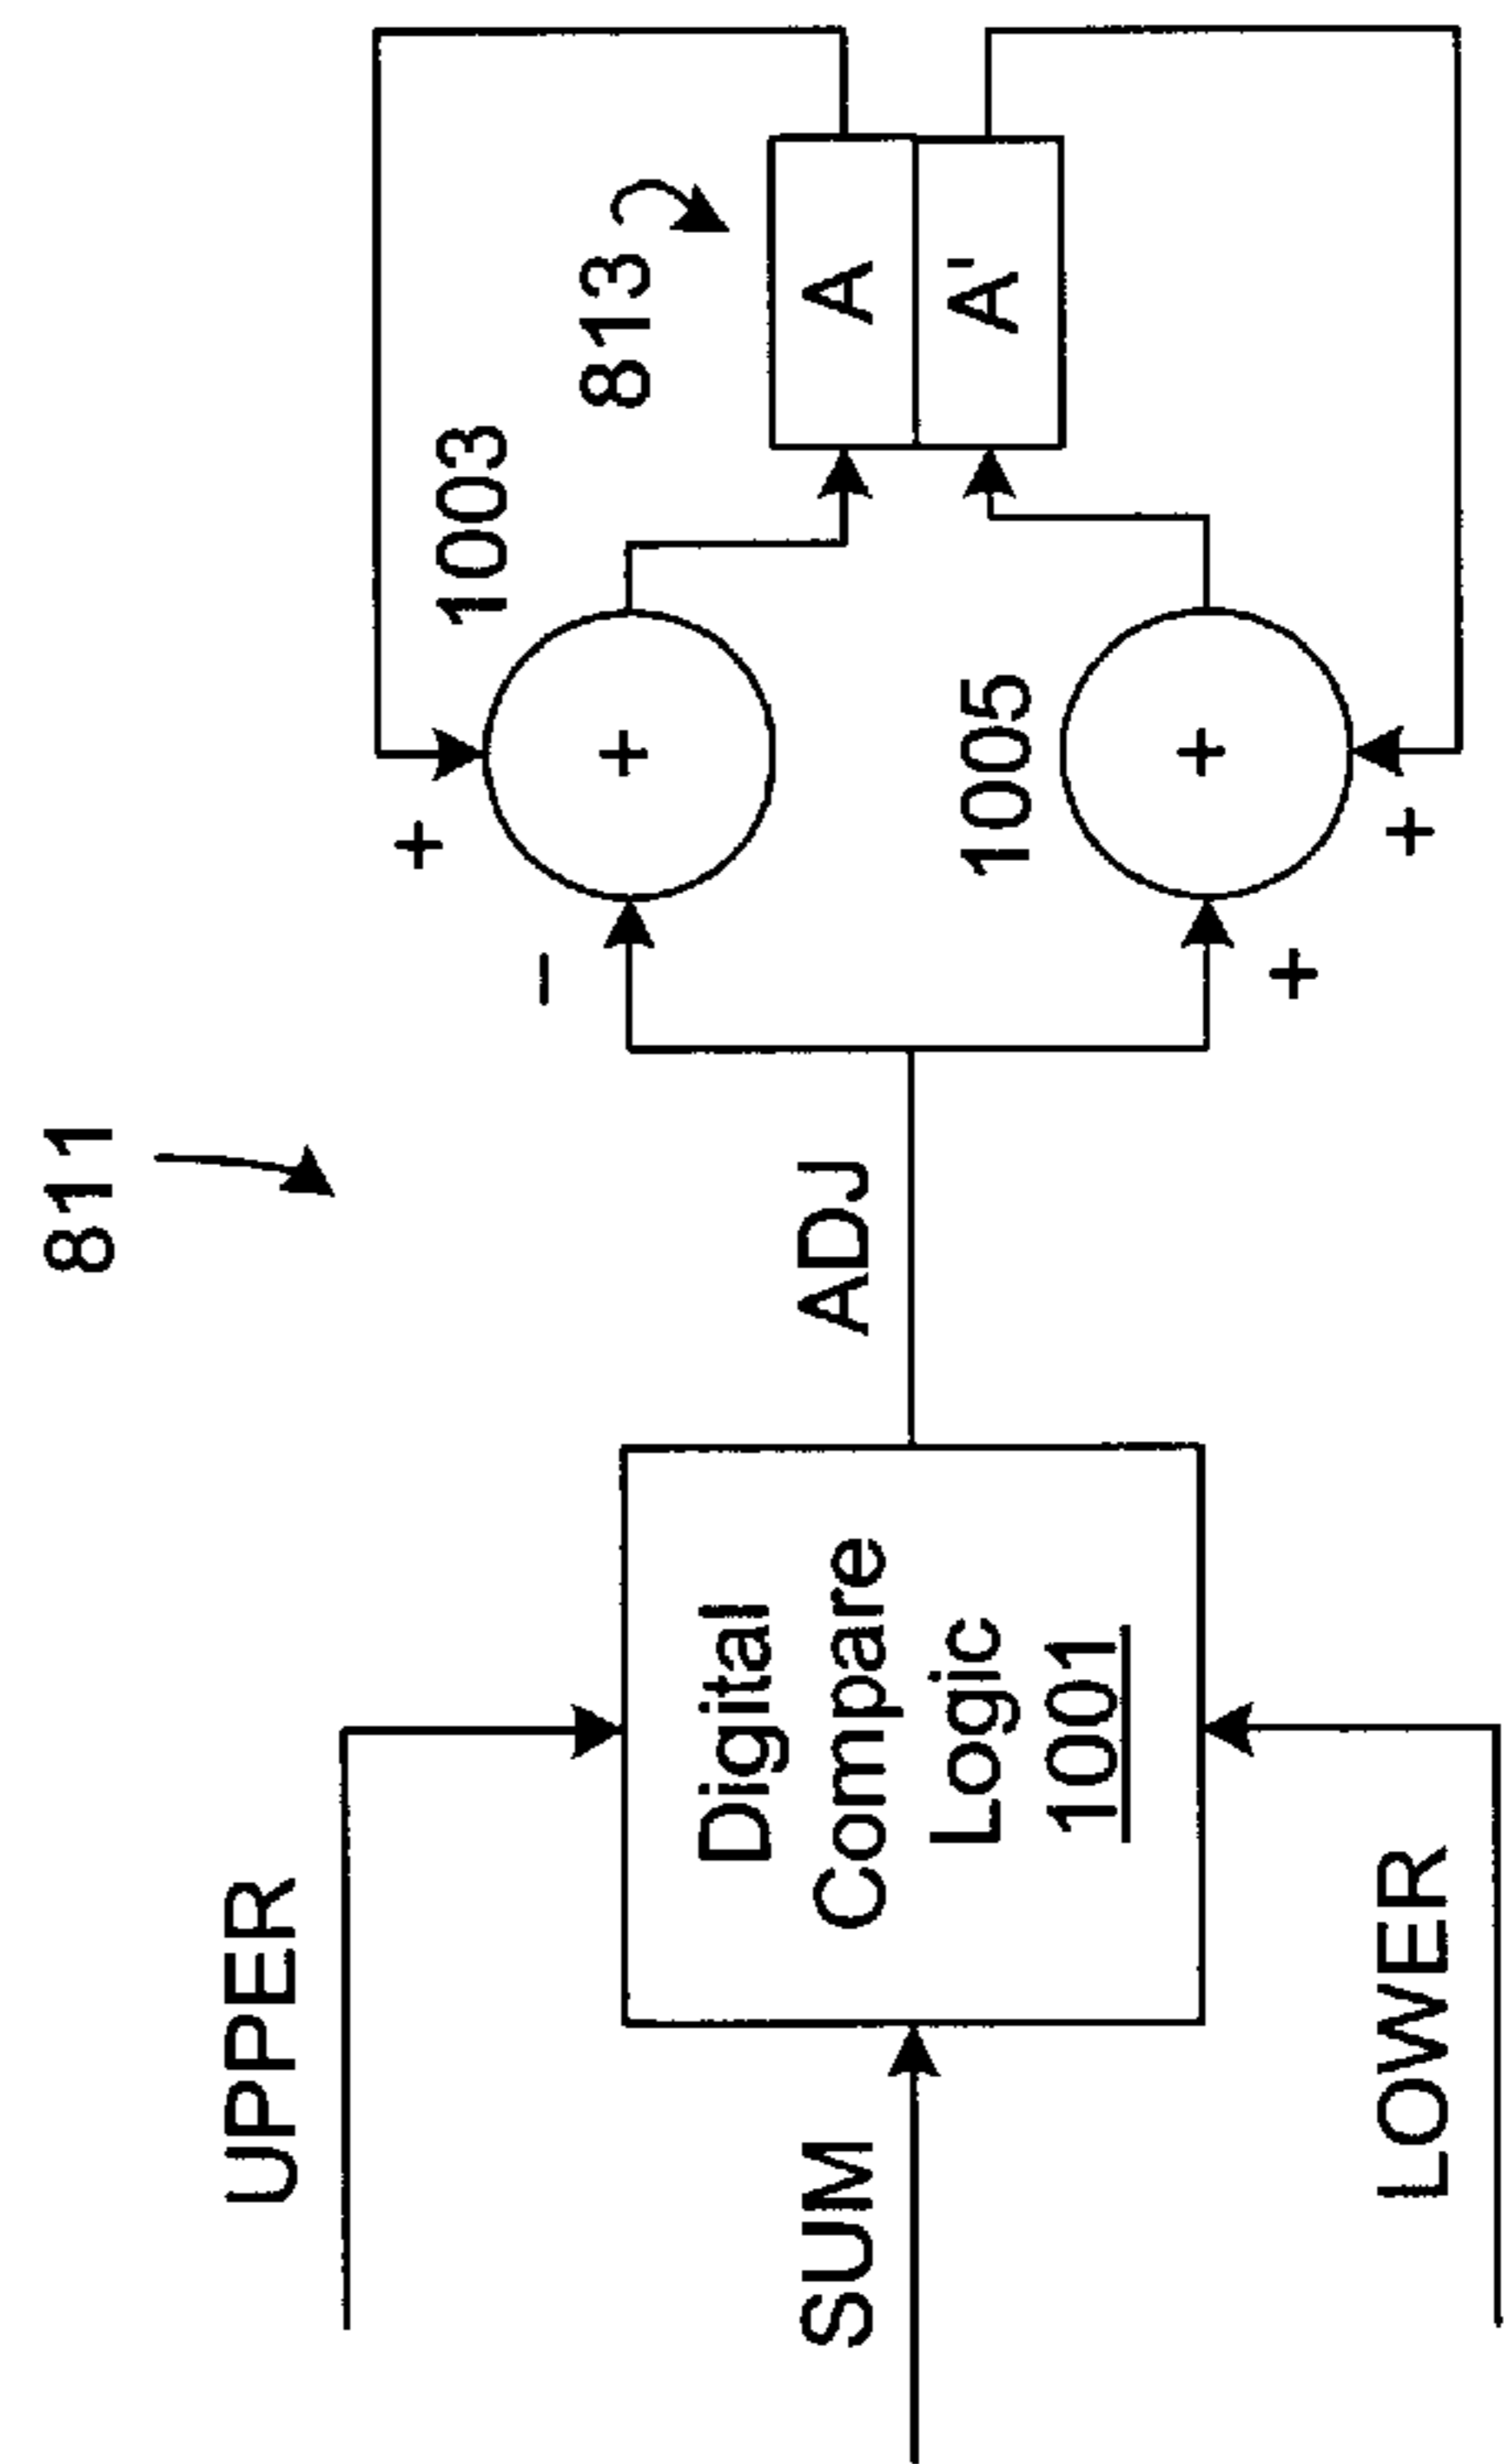 811
UPPER
1003
+
-
+
813
SUM
Digital
Compare
Logic
1001
ADJ
A
A'
1005
+
+
+
LOWER
+